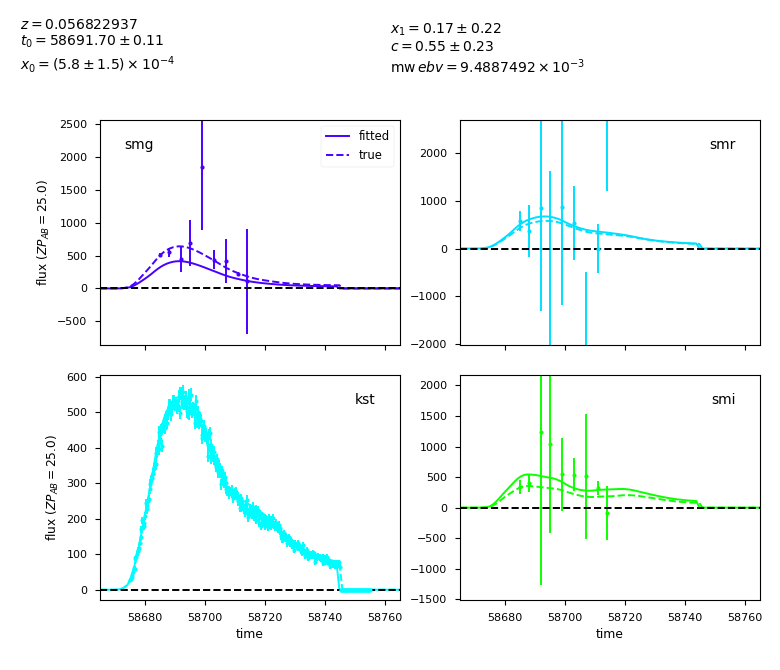 z = 0.056822937
t₀ = 58691.70 ± 0.11
x₀ = (5.8 ± 1.5) × 10⁻⁴
x₁ = 0.17 ± 0.22
c = 0.55 ± 0.23
mw ebv = 9.4887492 × 10⁻³
smg
fitted
true
flux (ZP_AB = 25.0)
2500
2000
1500
1000
500
0
−500
smr
2000
1000
0
−1000
−2000
kst
flux (ZP_AB = 25.0)
600
500
400
300
200
100
0
58680 58700 58720 58740 58760
time
smi
2000
1500
1000
500
0
−500
−1000
−1500
58680 58700 58720 58740 58760
time